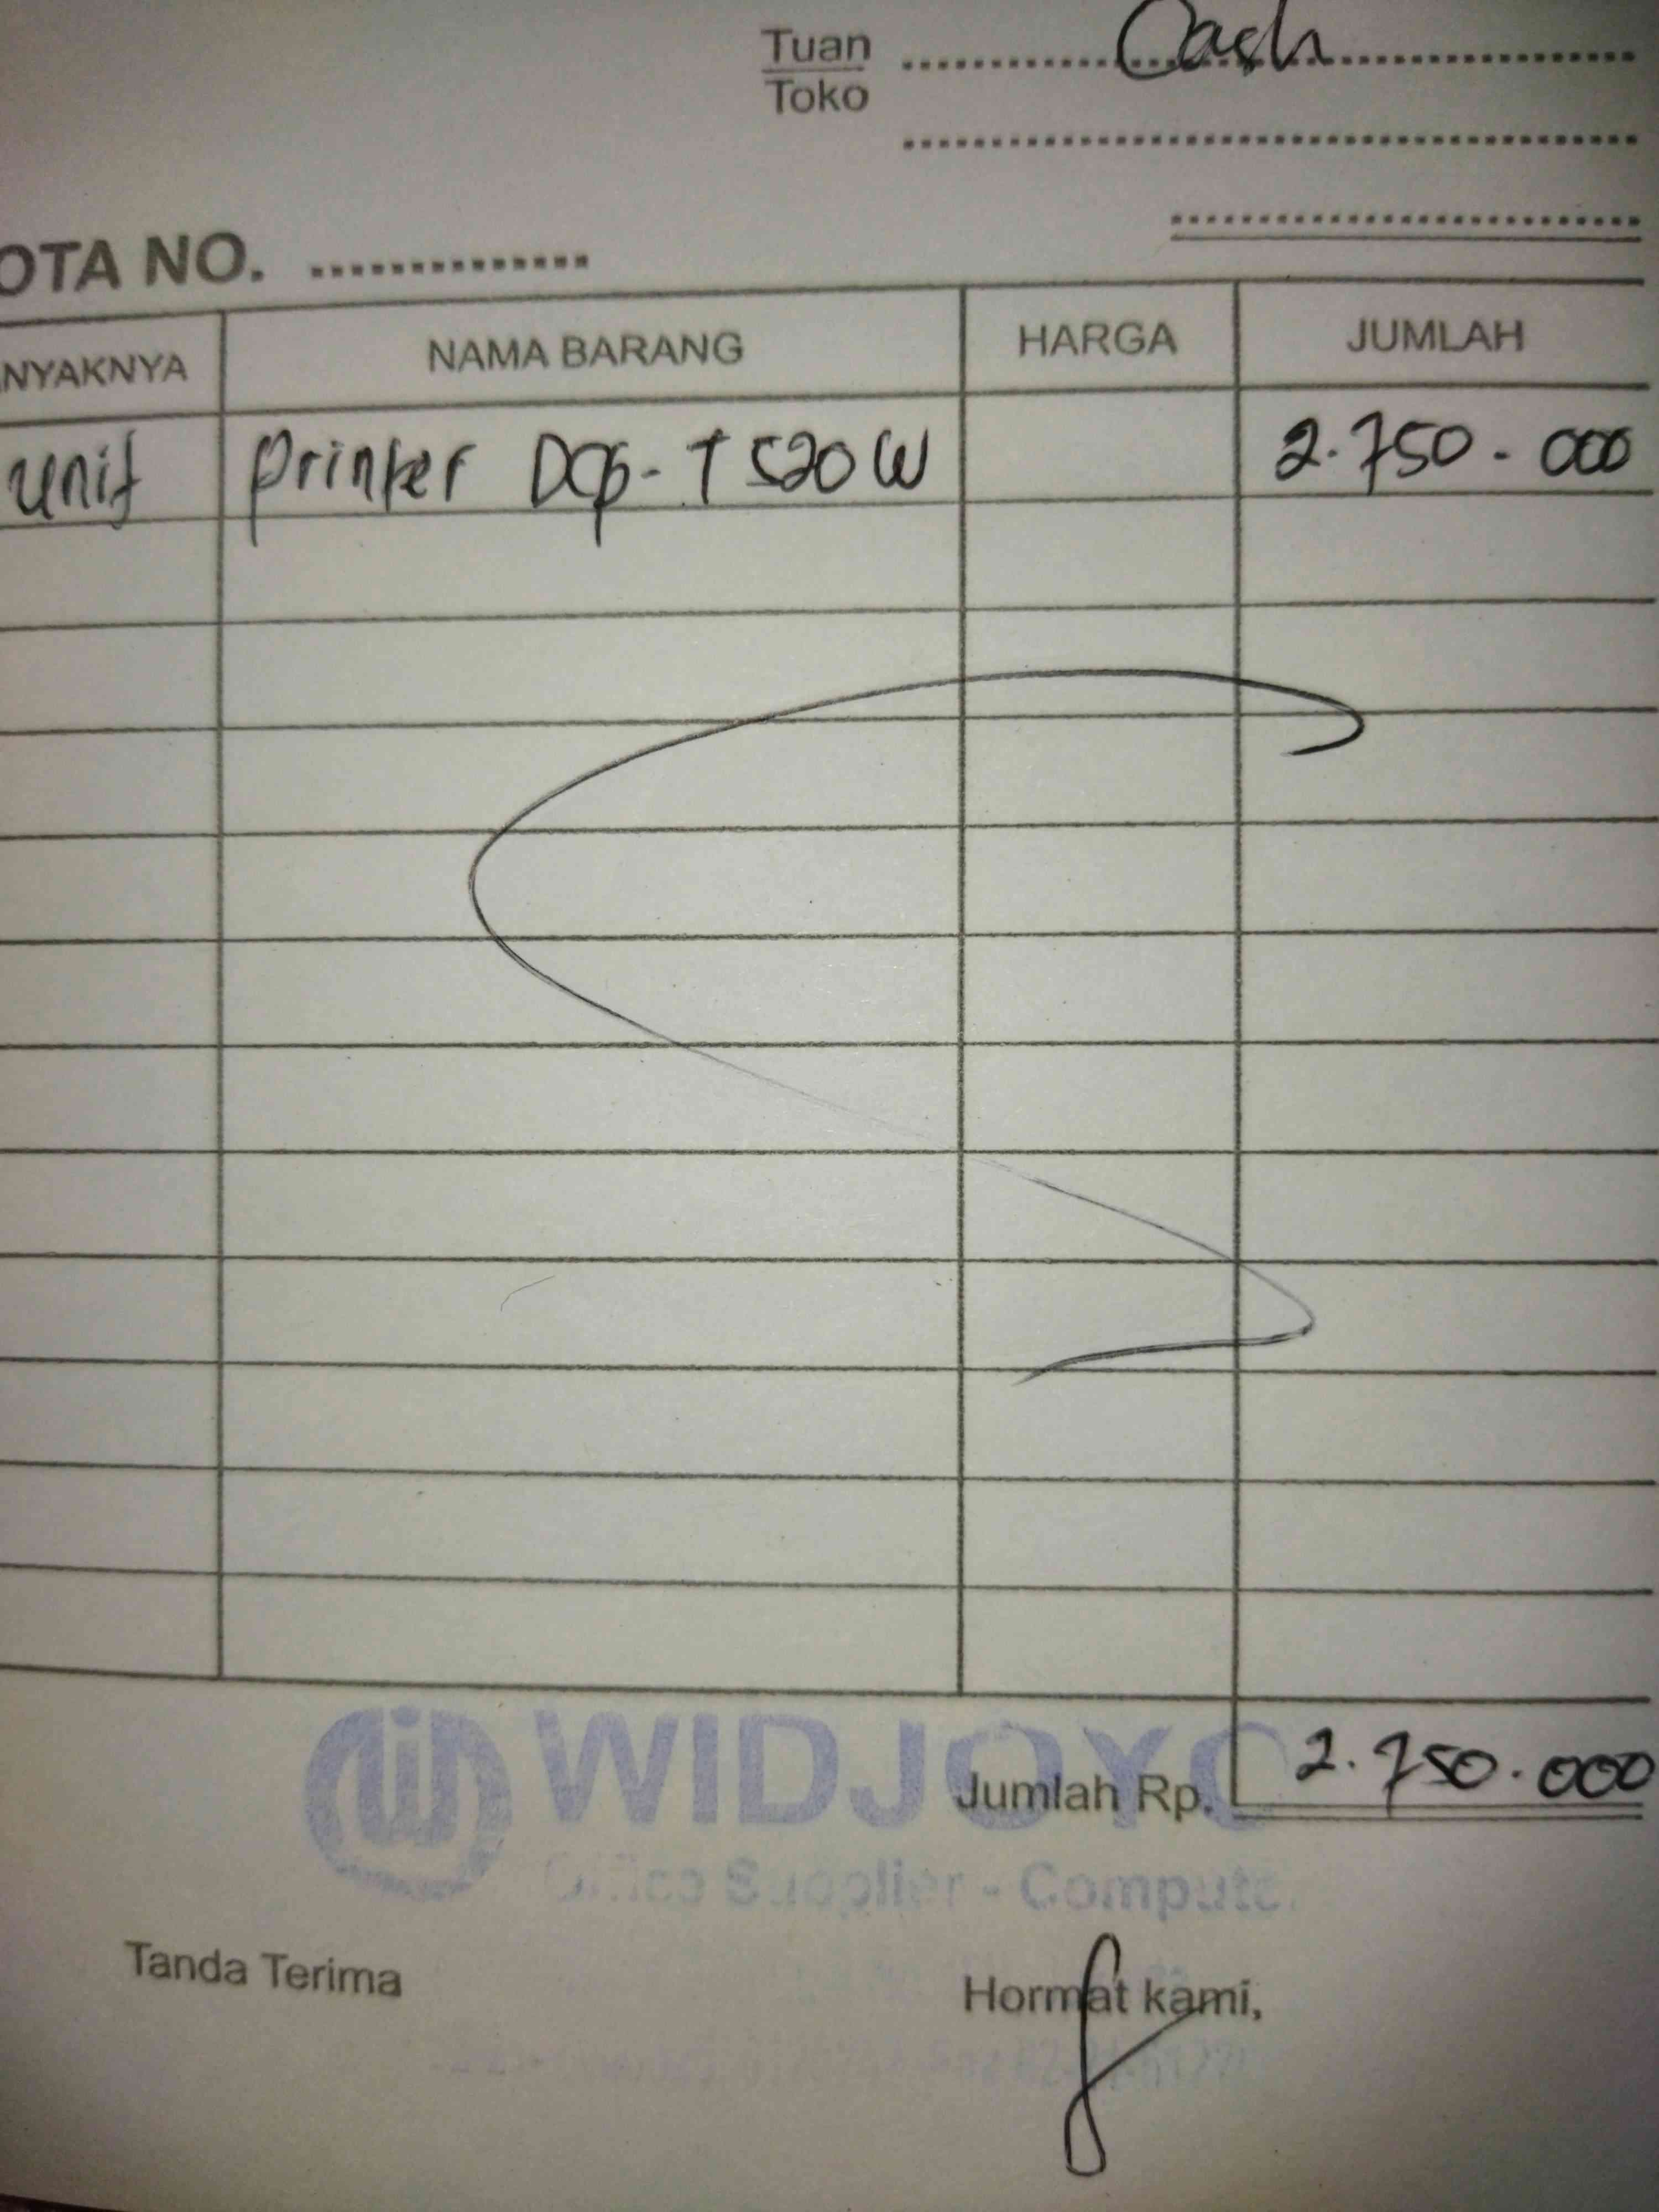 Tuan Cash
Toko
OTA NO.
NYAKNYA NAMA BARANG HARGA JUMLAH
unit Printer Dcp-T520W 2.750.000
WIDJOYO
Jumlah Rp. 2.750.000
Office Supplier - Compute
Tanda Terima Hormat kami,